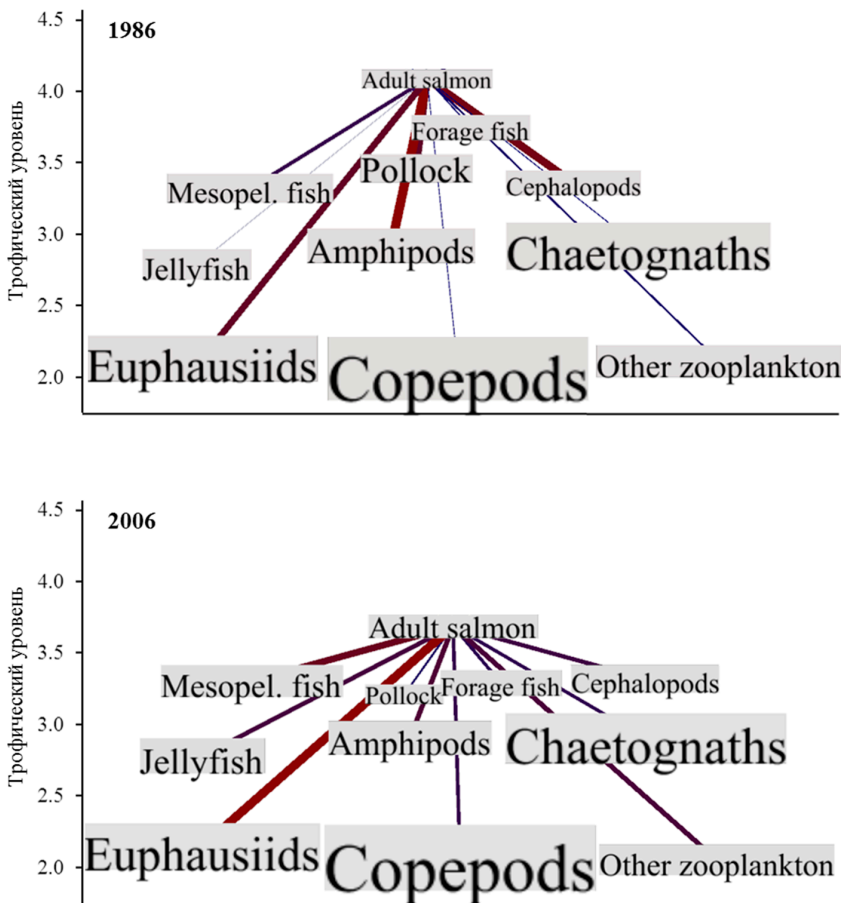 1986
Трофический уровень
4.5
4.0
3.5
3.0
2.5
2.0
Adult salmon
Forage fish
Pollock
Mesopel. fish
Cephalopods
Amphipods
Chaetognaths
Jellyfish
Euphausiids
Copepods
Other zooplankton
2006
Трофический уровень
4.5
4.0
3.5
3.0
2.5
2.0
Adult salmon
Mesopel. fish
Pollock
Forage fish
Cephalopods
Amphipods
Chaetognaths
Jellyfish
Euphausiids
Copepods
Other zooplankton